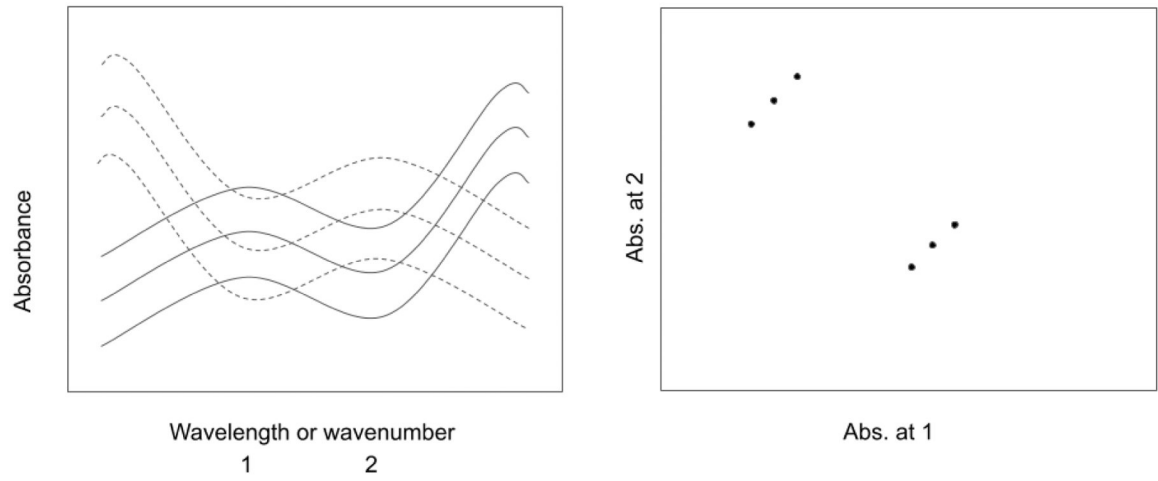 Absorbance
Wavelength or wavenumber
1 2
Abs. at 2
Abs. at 1